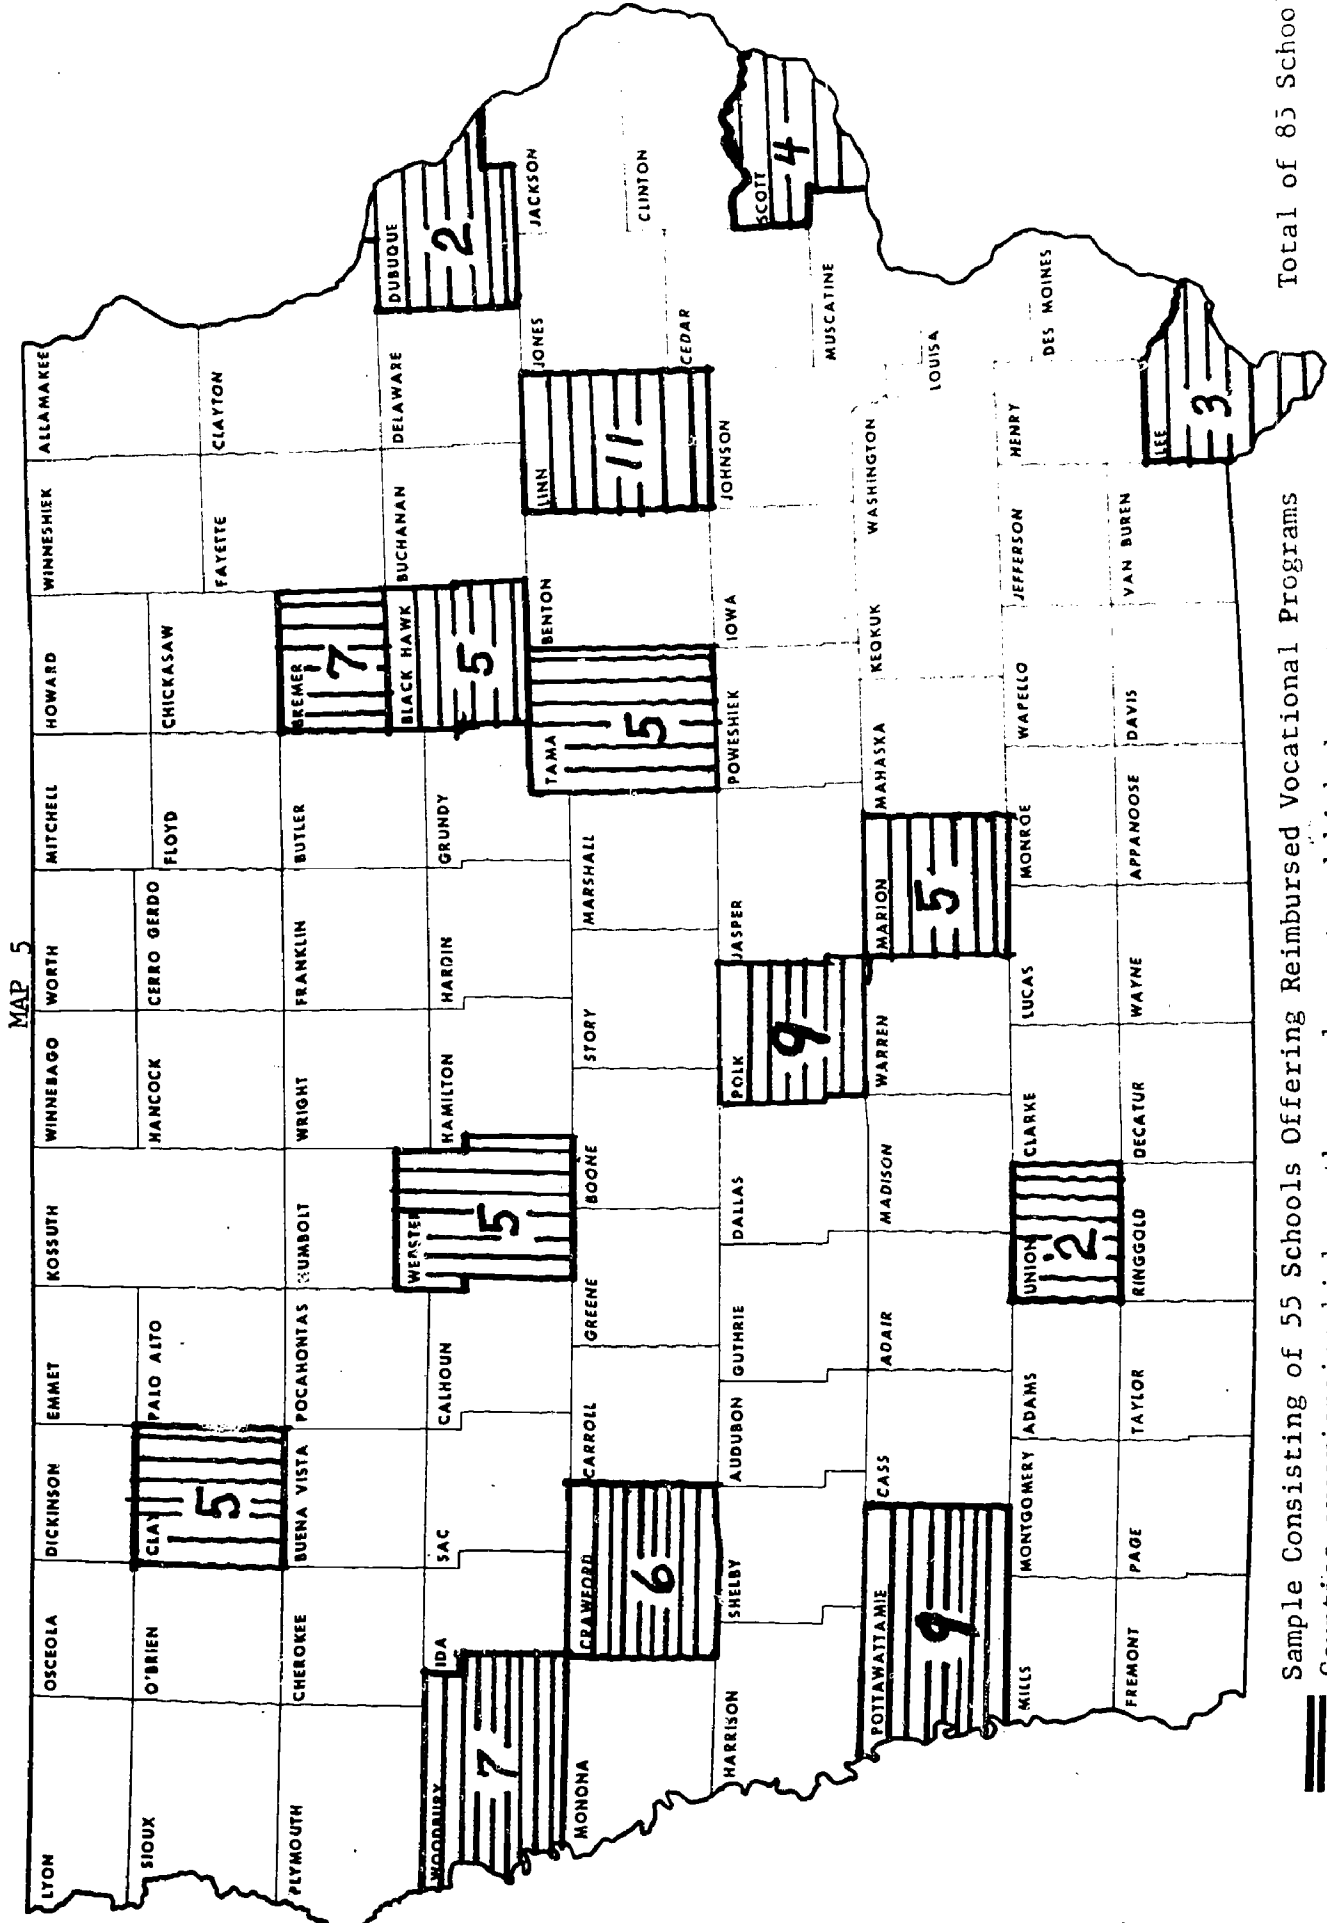 MAP 5
LYON
OSCEOLA
DICKINSON
EMMET
KOSSUTH
WINNEBAGO
WORTH
MITCHELL
HOWARD
WINNESHIEK
ALLAMAKEE
SIOUX
O'BRIEN
CLAY
5
PALO ALTO
HANCOCK
CERRO GERDO
FLOYD
CHICKASAW
FAYETTE
CLAYTON
PLYMOUTH
CHEROKEE
BUENA VISTA
POCAHONTAS
HUMBOLT
WRIGHT
FRANKLIN
BUTLER
BREMER
7
WOODBURY
7
IDA
SAC
CALHOUN
WEBSTER
5
HAMILTON
HARDIN
GRUNDY
BLACK HAWK
5
BUCHANAN
DELAWARE
DUBUQUE
2
MONONA
CRAWFORD
6
CARROLL
GREENE
BOONE
STORY
MARSHALL
TAMA
5
BENTON
LINN
11
JONES
JACKSON
HARRISON
SHELBY
AUDUBON
GUTHRIE
DALLAS
POLK
9
JASPER
POWESHIEK
IOWA
JOHNSON
CEDAR
CLINTON
SCOTT
4
POTTAWATTAMIE
9
CASS
ADAIR
MADISON
WARREN
MARION
5
MAHASKA
KEOKUK
WASHINGTON
LOUISA
MUSCATINE
MILLS
MONTGOMERY
ADAMS
UNION
2
CLARKE
LUCAS
MONROE
WAPELLO
JEFFERSON
HENRY
DES MOINES
FREMONT
PAGE
TAYLOR
RINGGOLD
DECATUR
WAYNE
APPANOOSE
DAVIS
VAN BUREN
LEE
3
Sample Consisting of 55 Schools Offering Reimbursed Vocational Programs
Total of 85 Schoo